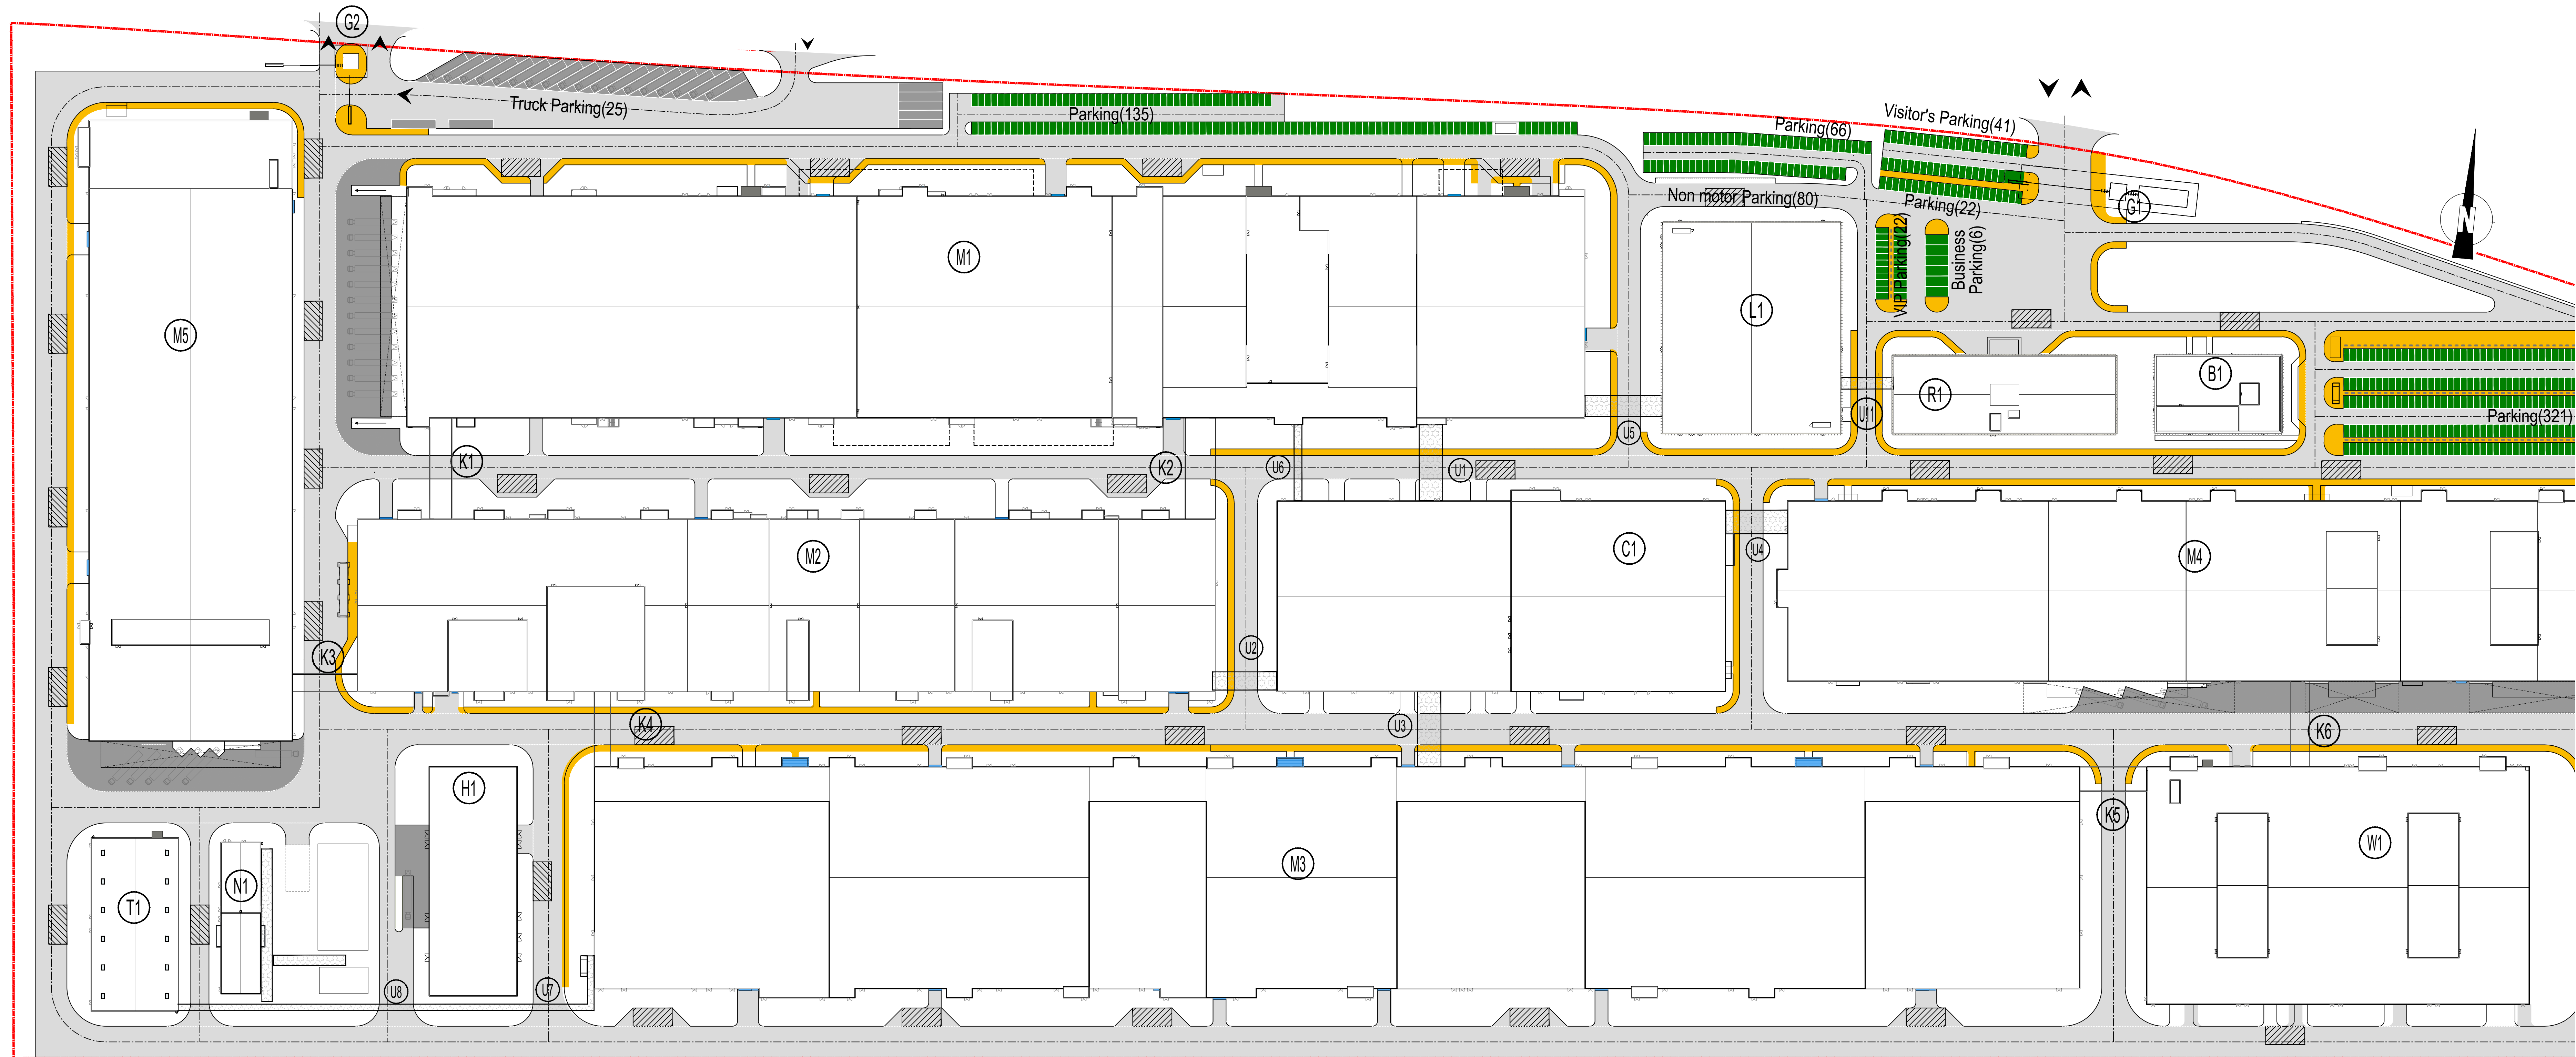 G2
Truck Parking(25)
Parking(135)
Parking(66)
Visitor's Parking(41)
Non motor Parking(80)
Parking(22)
G1
N
VIP Parking(22)
Business
Parking(6)
M1
L1
M5
R1
B1
Parking(321)
U11
U5
K1
K2
U6
U1
M2
C1
U4
M4
K3
U2
K4
U3
K6
H1
K5
M3
W1
T1
N1
U8
U7